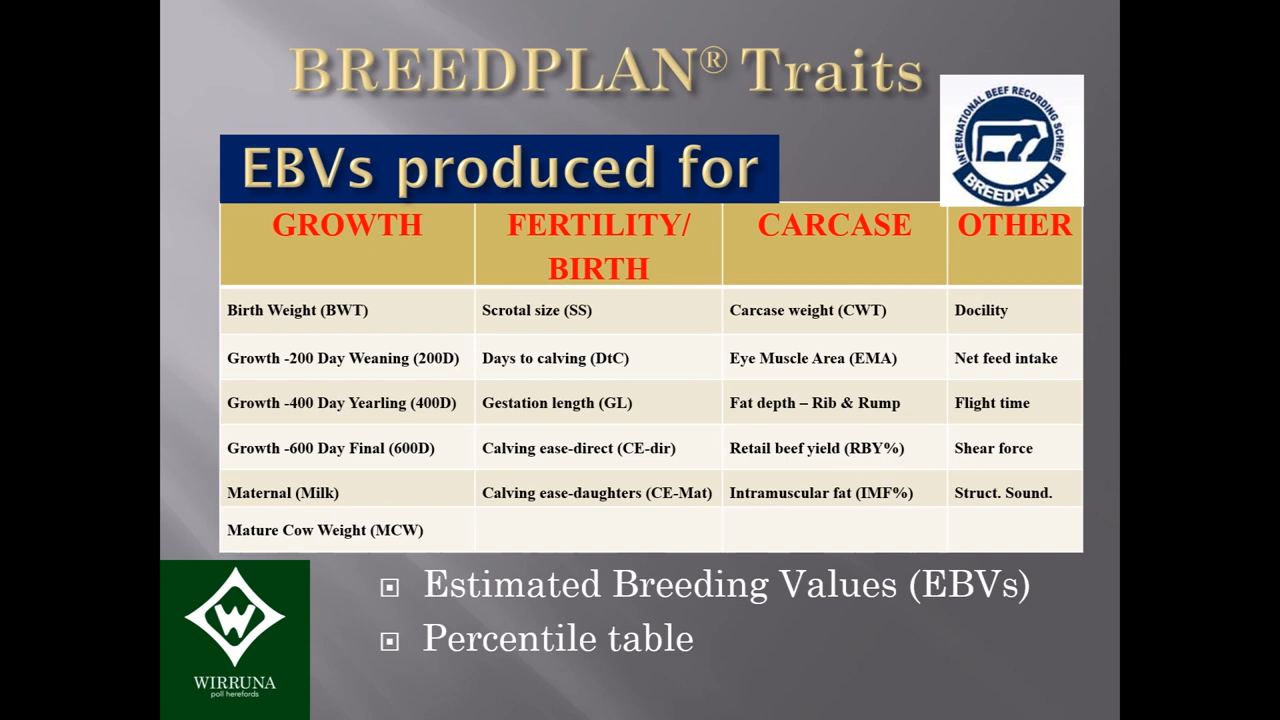 BREEDPLAN® Traits
INTERNATIONAL BEEF RECORDING SCHEME
BREEDPLAN
EBVs produced for
GROWTH FERTILITY/ CARCASE OTHER
BIRTH
Birth Weight (BWT) Scrotal size (SS) Carcase weight (CWT) Docility
Growth -200 Day Weaning (200D) Days to calving (DtC) Eye Muscle Area (EMA) Net feed intake
Growth -400 Day Yearling (400D) Gestation length (GL) Fat depth – Rib & Rump Flight time
Growth -600 Day Final (600D) Calving ease-direct (CE-dir) Retail beef yield (RBY%) Shear force
Maternal (Milk) Calving ease-daughters (CE-Mat) Intramuscular fat (IMF%) Struct. Sound.
Mature Cow Weight (MCW)
Estimated Breeding Values (EBVs)
Percentile table
W
WIRRUNA
poll herefords